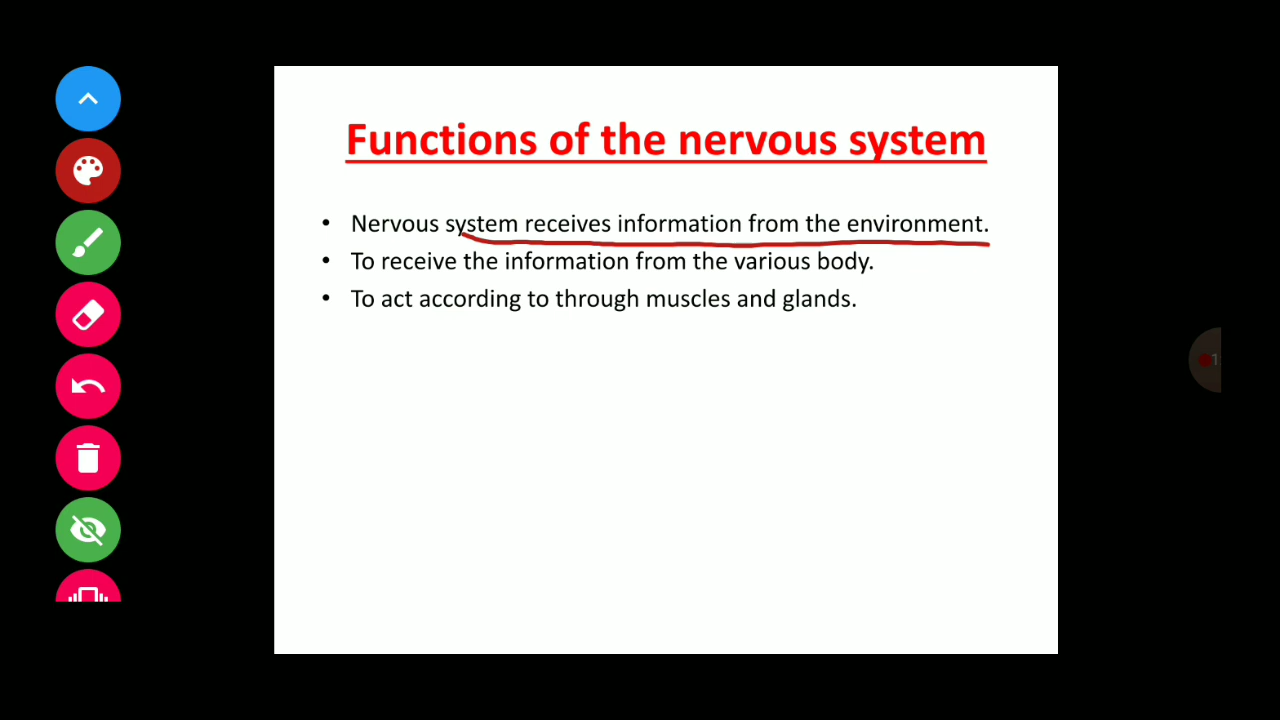 Functions of the nervous system
• Nervous system receives information from the environment.
• To receive the information from the various body.
• To act according to through muscles and glands.